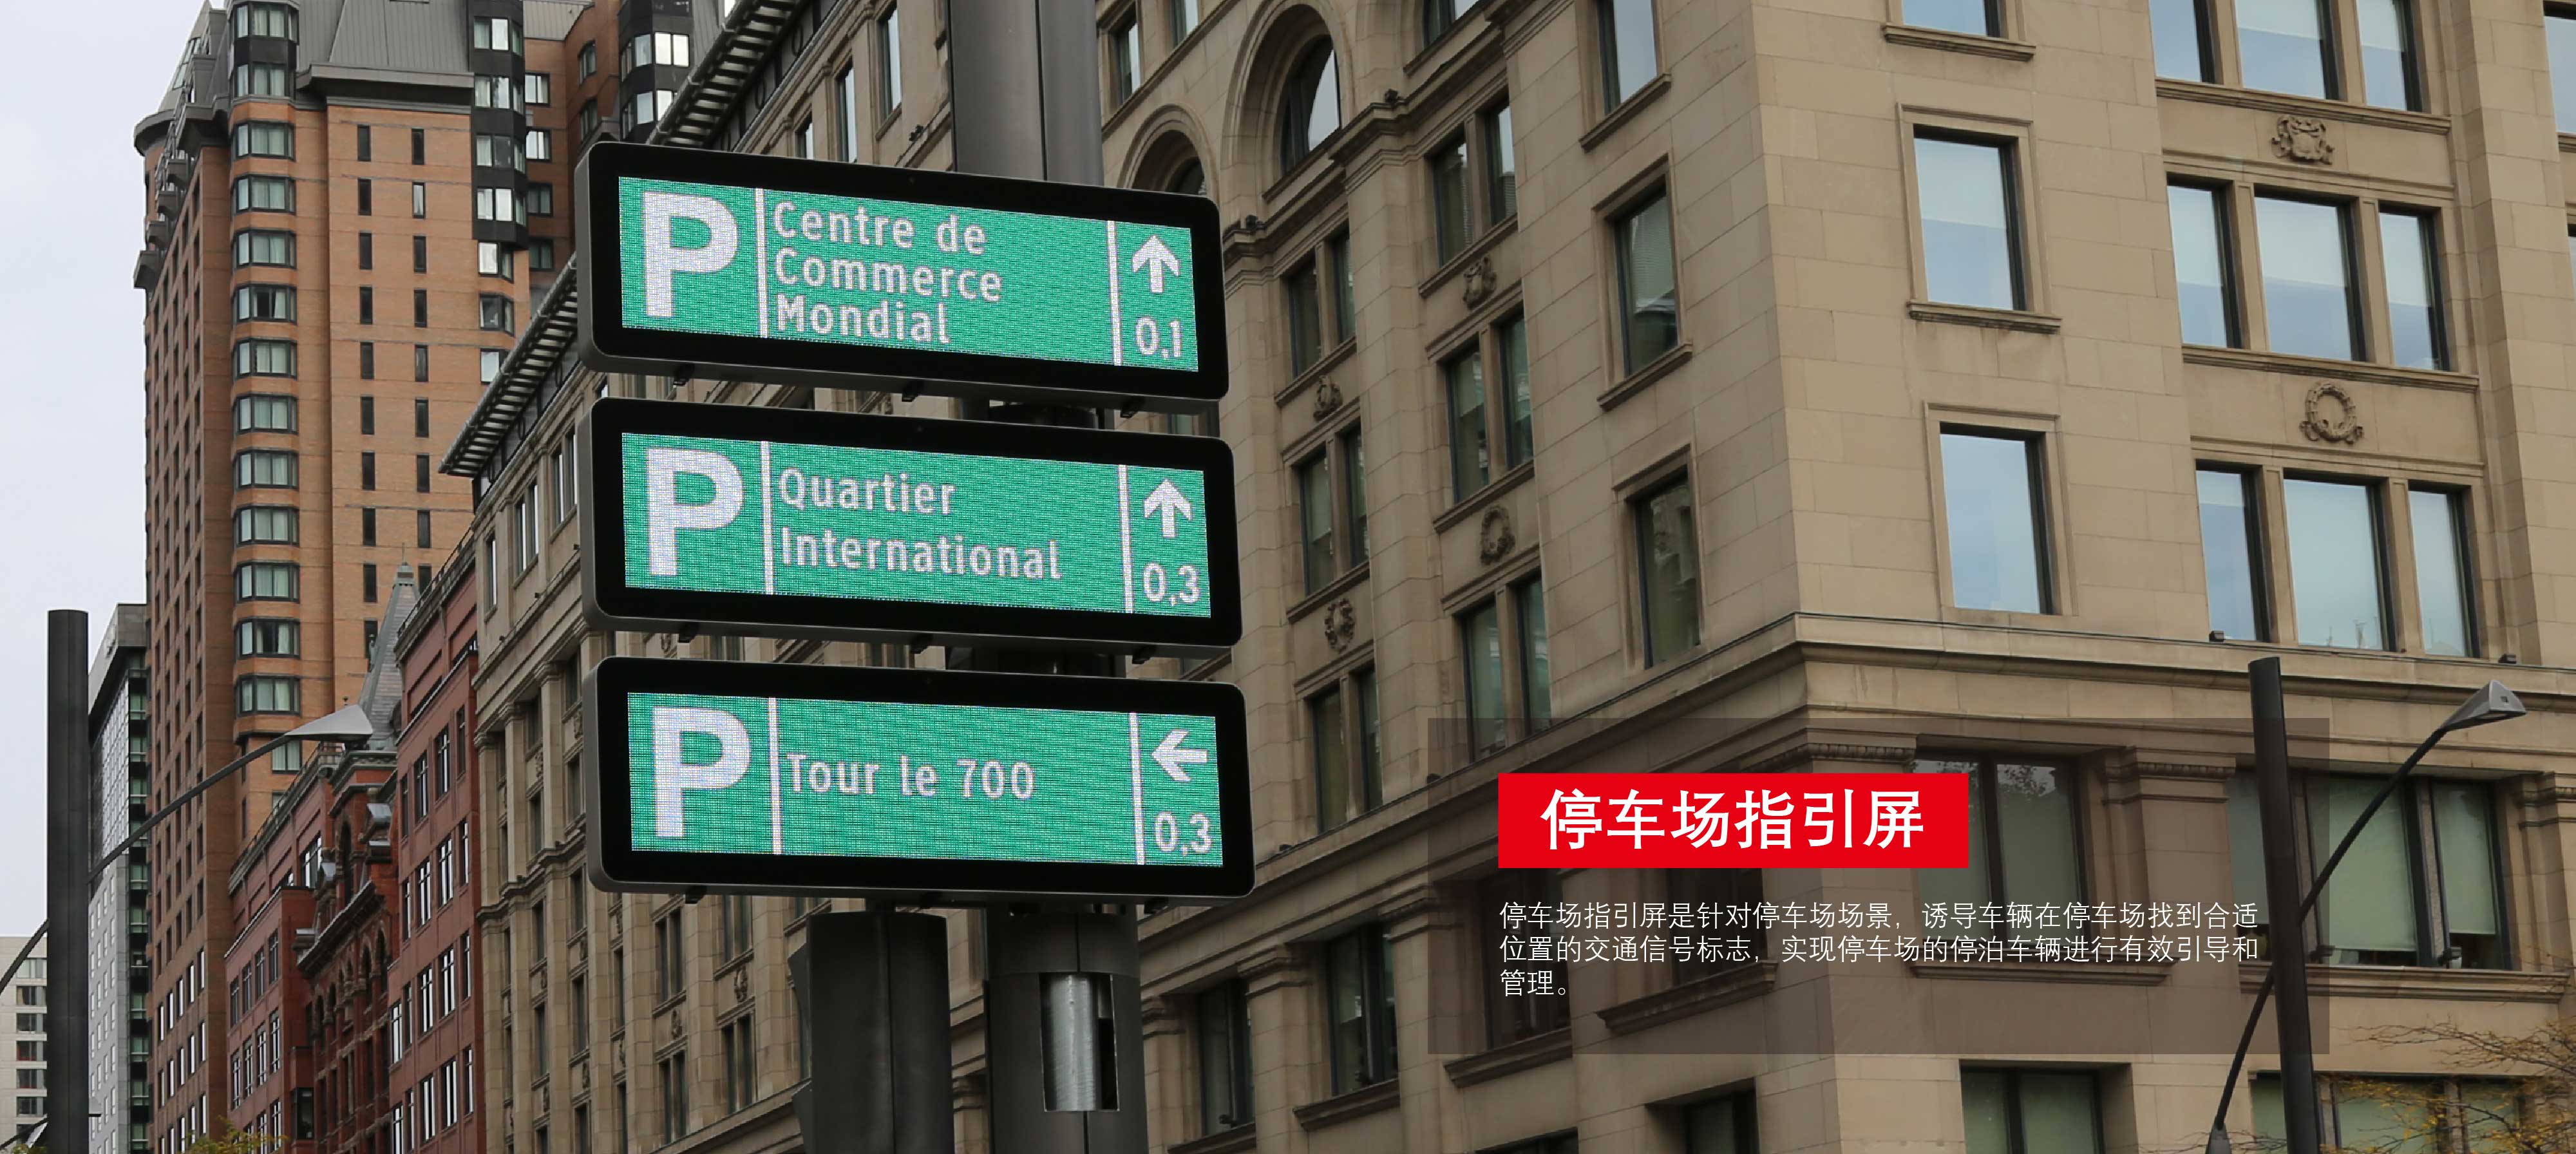 P
Centre de
Commerce
Mondial
0,1
P
Quartier
International
0,3
P
Tour le 700
0,3
停车场指引屏
停车场指引屏是针对停车场场景，诱导车辆在停车场找到合适
位置的交通信号标志，实现停车场的停泊车辆进行有效引导和
管理。